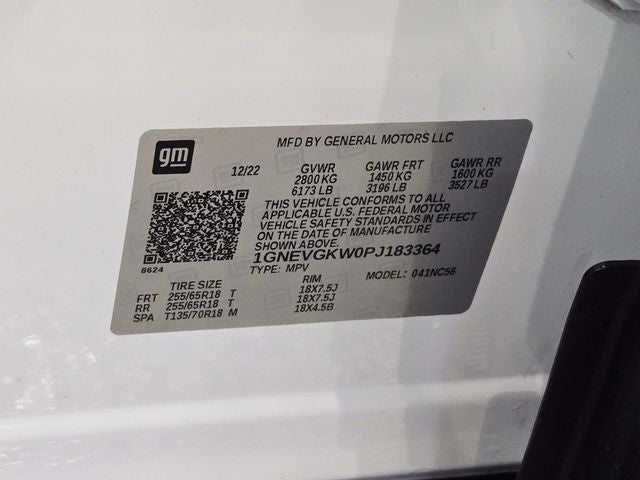 MFD BY GENERAL MOTORS LLC
gm
12/22 GVWR GAWR FRT GAWR RR
2800 KG 1450 KG 1600 KG
6173 LB 3196 LB 3527 LB
THIS VEHICLE CONFORMS TO ALL
APPLICABLE U.S. FEDERAL MOTOR
VEHICLE SAFETY STANDARDS IN EFFECT
ON THE DATE OF MANUFACTURE
SHOWN ABOVE.
8624 1GNEVGKW0PJ183364
TYPE: MPV MODEL: 041NC56
TIRE SIZE RIM
FRT 255/65R18 T 18X7.5J
RR 255/65R18 T 18X7.5J
SPA T135/70R18 M 18X4.5B